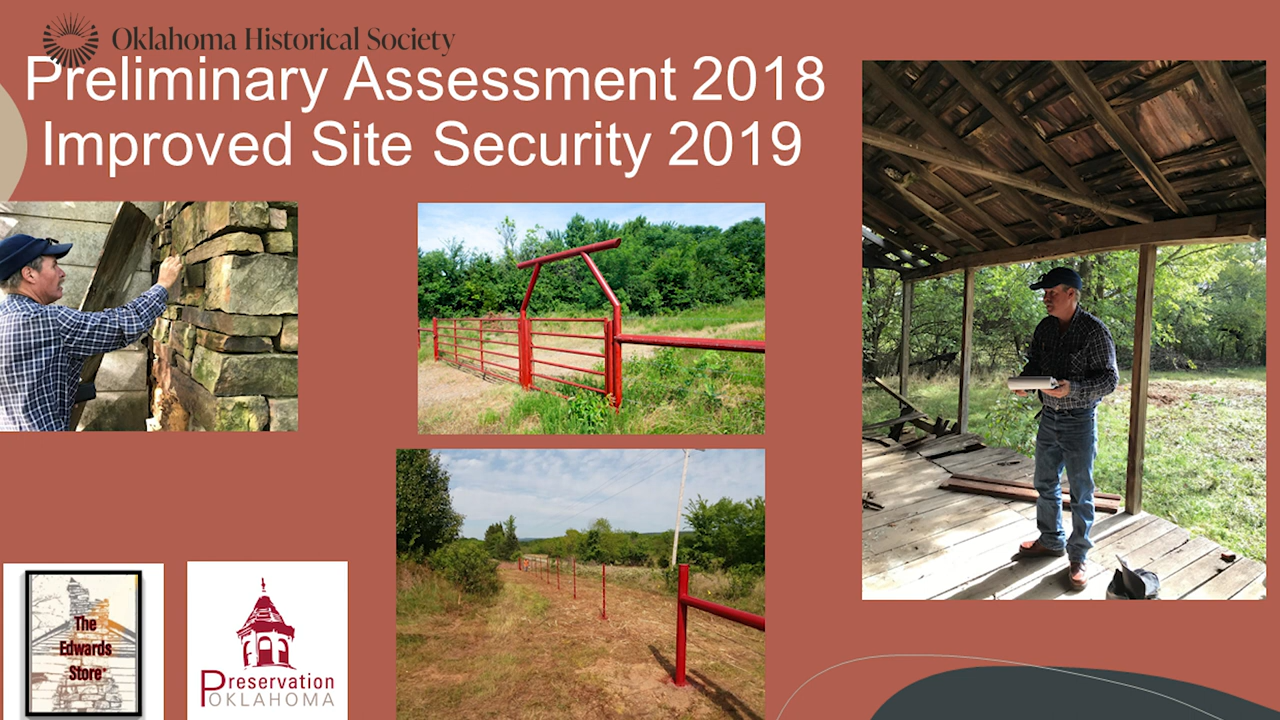 Oklahoma Historical Society
Preliminary Assessment 2018
Improved Site Security 2019
The
Edwards
Store
Preservation
OKLAHOMA